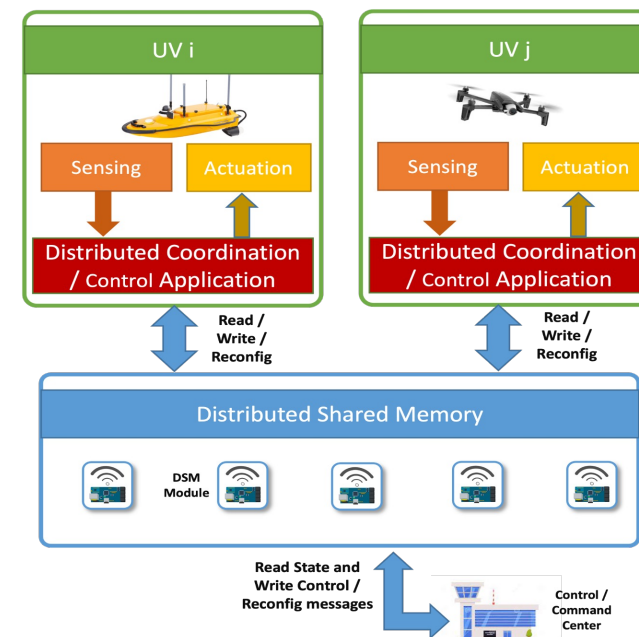 UV i
UV j
Sensing
Actuation
Sensing
Actuation
Distributed Coordination
/ Control Application
Distributed Coordination
/ Control Application
Read /
Write /
Reconfig
Read /
Write /
Reconfig
Distributed Shared Memory
DSM
Module
Read State and
Write Control /
Reconfig messages
Control /
Command
Center